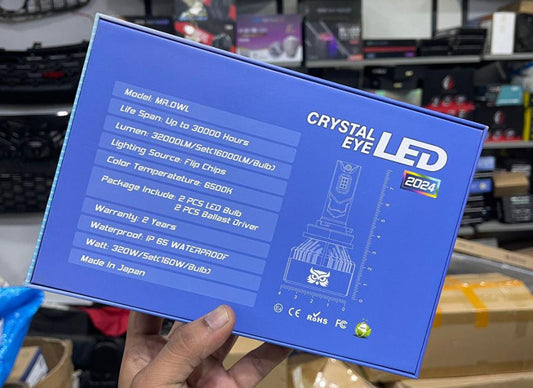 Model: MR.OWL
Life Span: Up to 30000 Hours
Lumen: 32000LM/Set(16000LM/Bulb)
Lighting Source: Flip Chips
Color Temperature: 6500K
Package Include: 2 PCS LED Bulb
2 PCS Ballast Driver
Warranty: 2 Years
Waterproof: IP 65 WATERPROOF
Watt: 320W/Set(160W/Bulb)
Made in Japan
CRYSTAL
EYE
LED
2024
CE
RoHS
FC